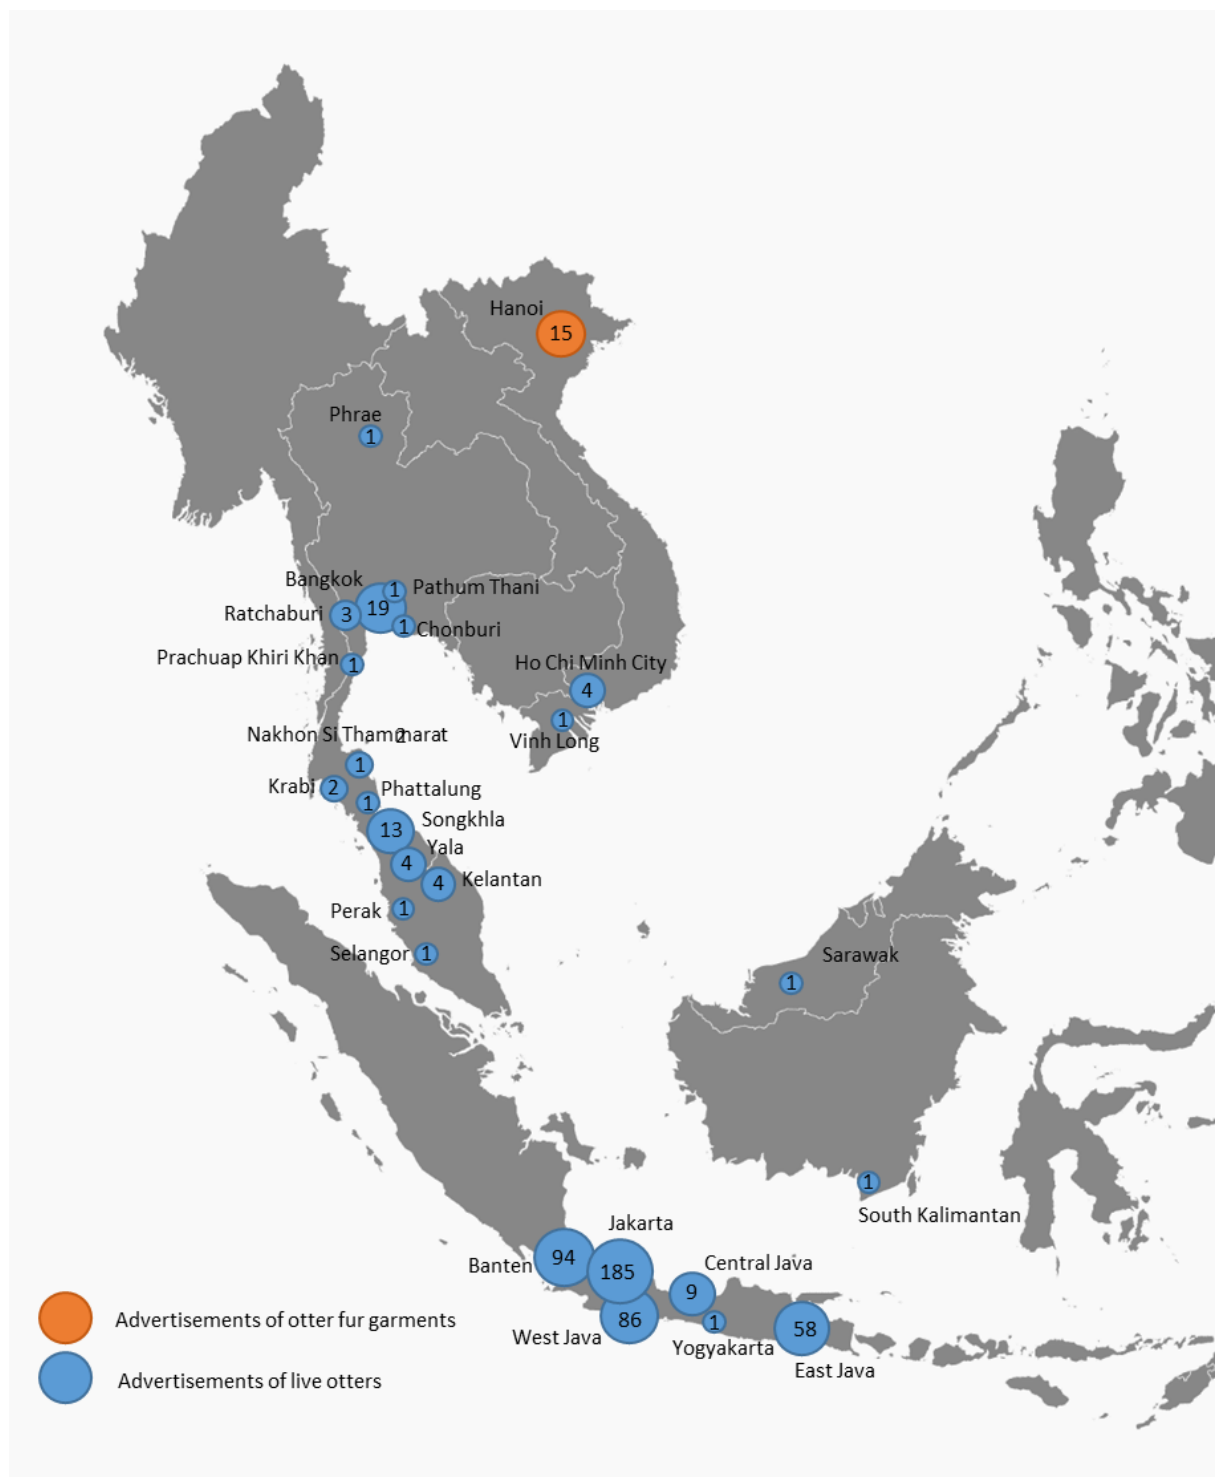 Hanoi
15
Phrae
1
Bangkok
1
Pathum Thani
Ratchaburi
3
19
1
Chonburi
Prachuap Khiri Khan
1
Ho Chi Minh City
4
1
Vinh Long
Nakhon Si Thammarat
2
1
Krabi
2
Phattalung
1
Songkhla
13
Yala
4
4
Kelantan
Perak
1
Selangor
1
Sarawak
1
1
South Kalimantan
Jakarta
Banten
94
185
Central Java
9
West Java
86
1
Yogyakarta
58
East Java
Advertisements of otter fur garments
Advertisements of live otters